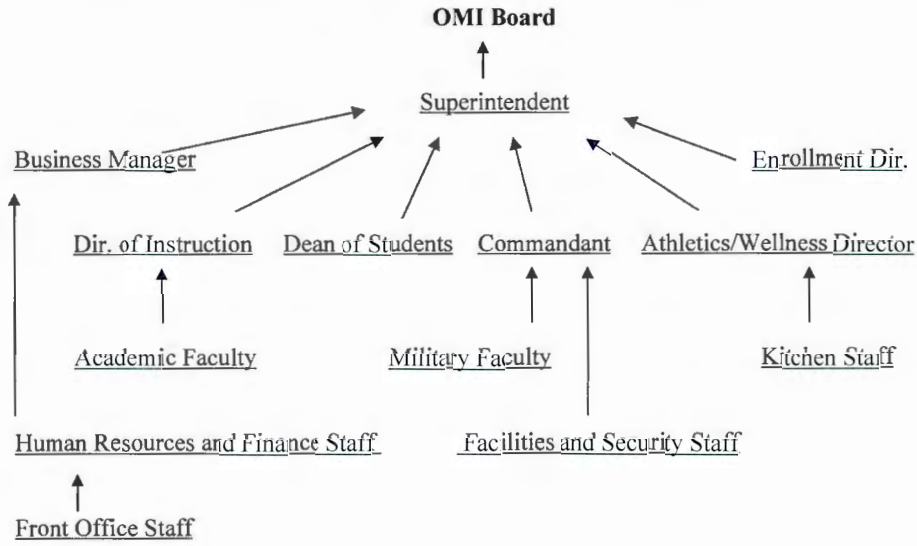 OMI Board
Superintendent
Business Manager
Enrollment Dir.
Dir. of Instruction
Dean of Students
Commandant
Athletics/Wellness Director
Academic Faculty
Military Faculty
Kitchen Staff
Human Resources and Finance Staff
Facilities and Security Staff
Front Office Staff